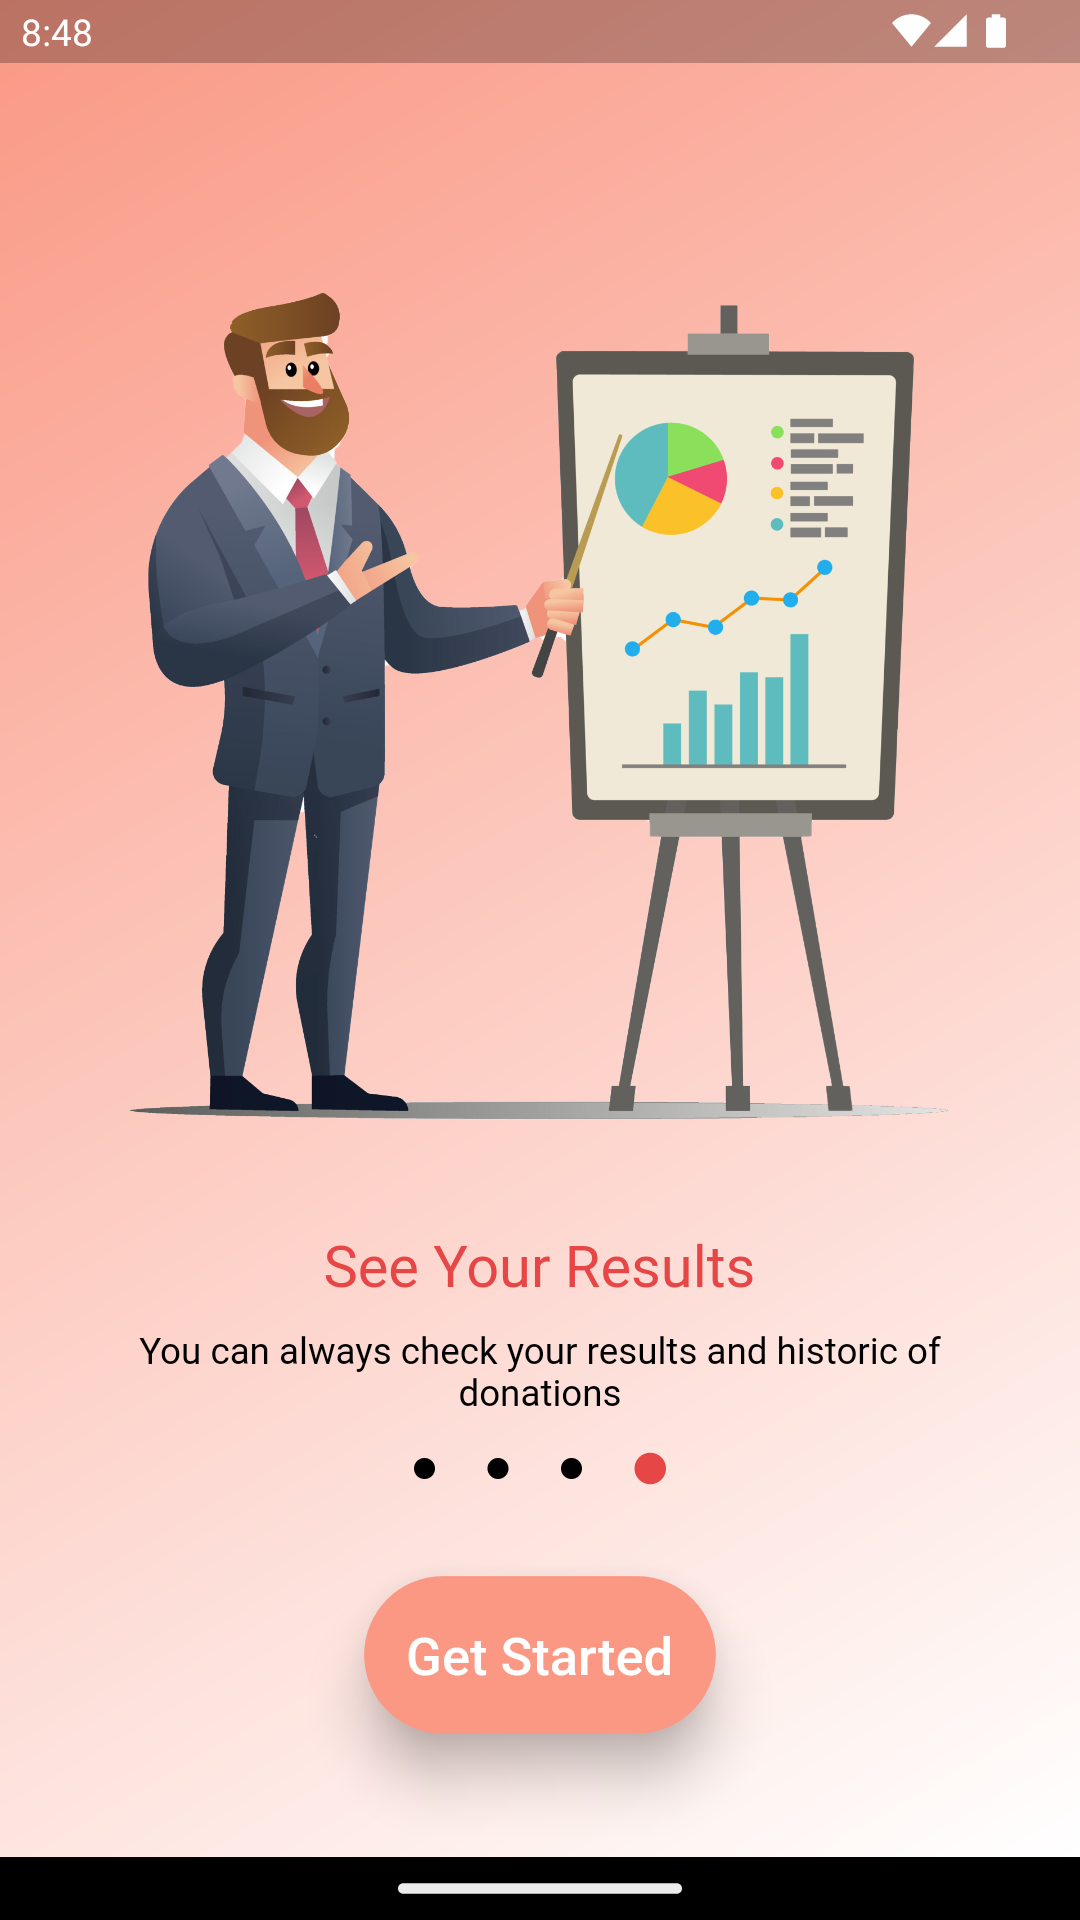 8:48
See Your Results
You can always check your results and historic of
donations
Get Started